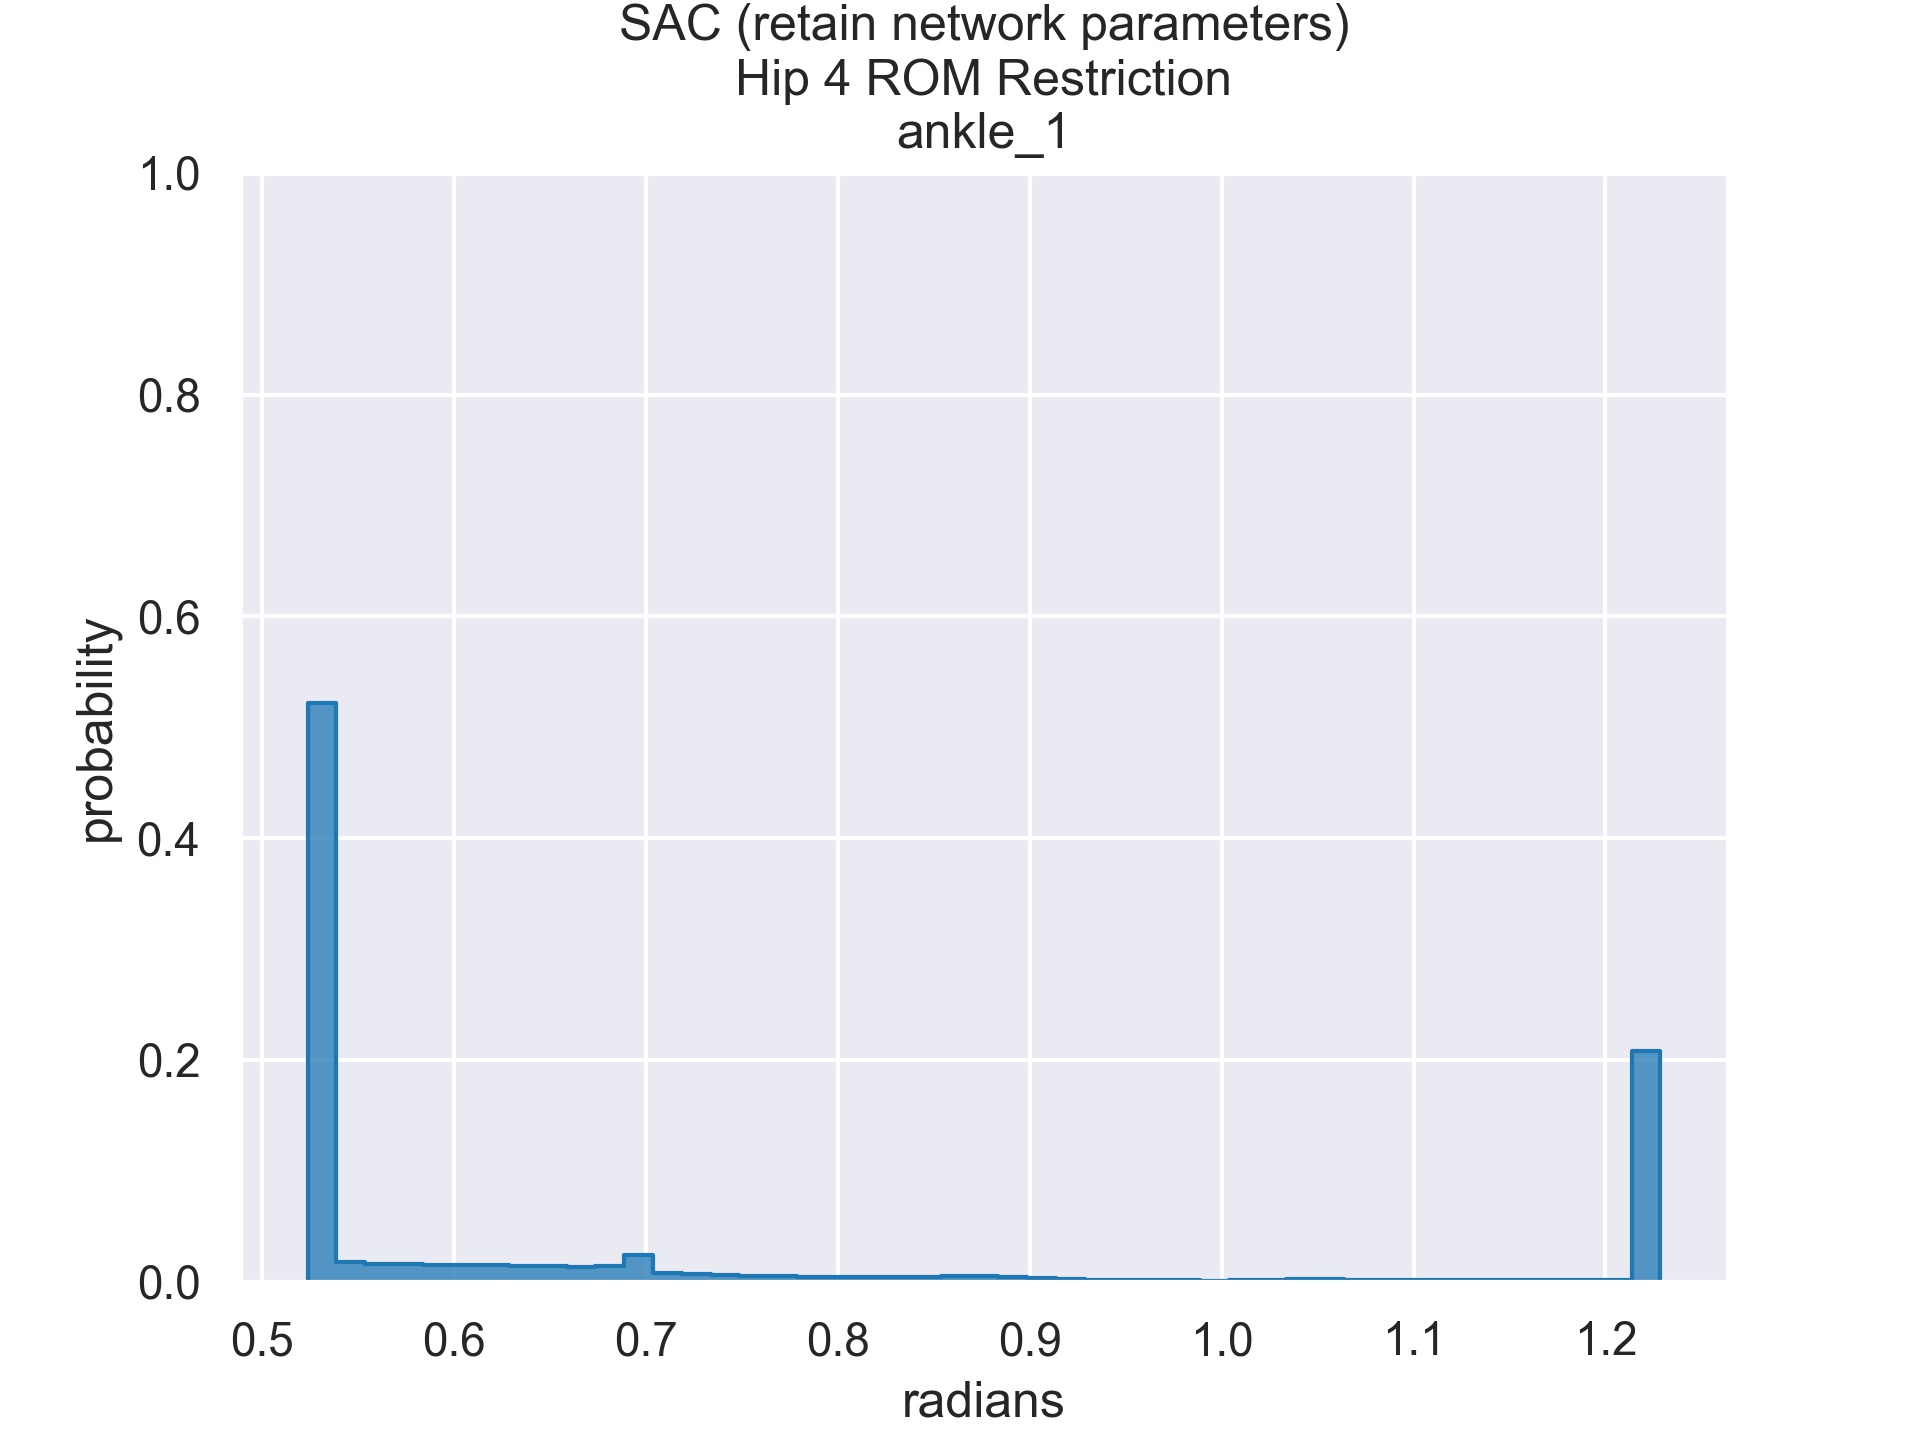 SAC (retain network parameters)
Hip 4 ROM Restriction
ankle_1
1.0
0.8
0.6
0.4
0.2
0.0
probability
0.5 0.6 0.7 0.8 0.9 1.0 1.1 1.2
radians